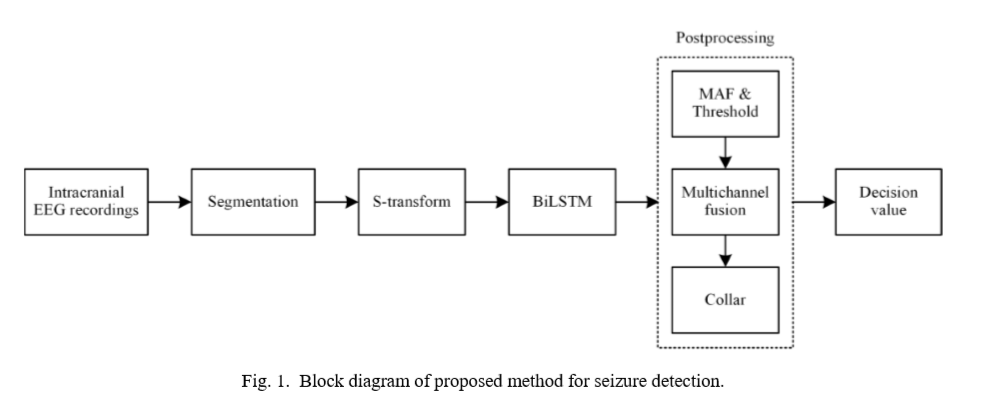 Postprocessing
MAF &
Threshold
Intracranial
EEG recordings
Segmentation
S-transform
BiLSTM
Multichannel
fusion
Decision
value
Collar
Fig. 1. Block diagram of proposed method for seizure detection.